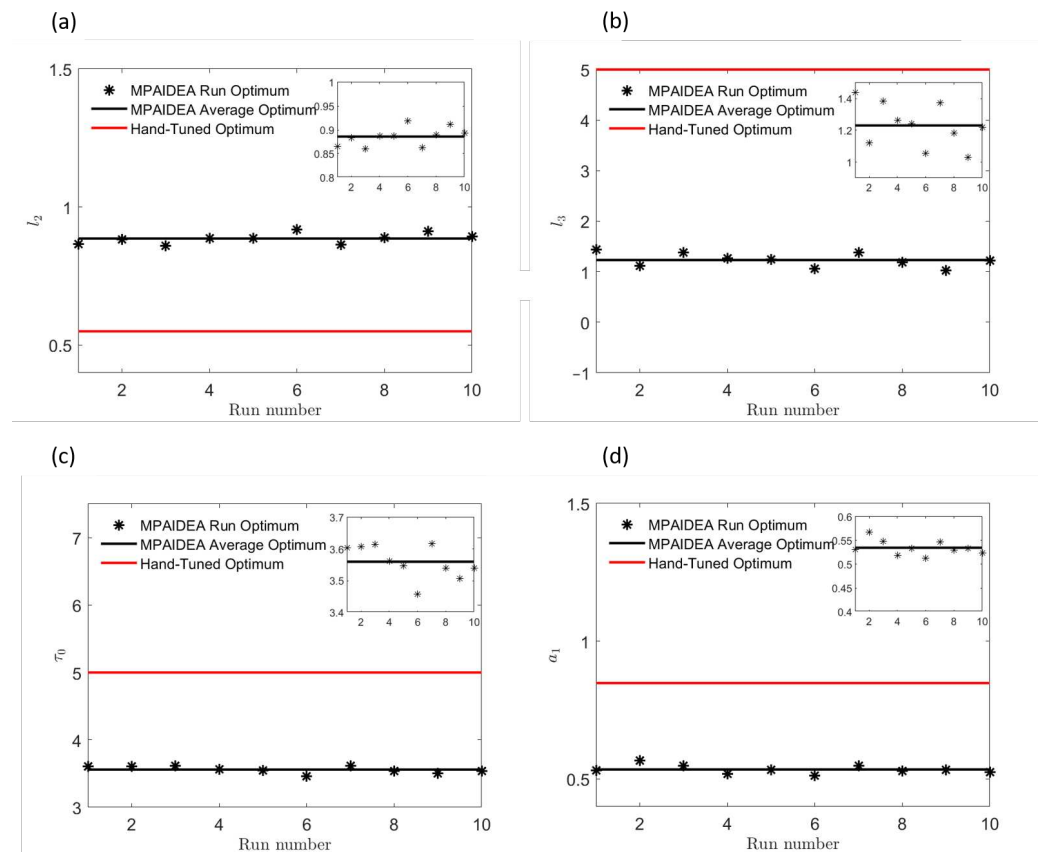 (a)
1.5
1
0.5
l₂
MPAIDEA Run Optimum
MPAIDEA Average Optimum
Hand-Tuned Optimum
1
0.95
0.9
0.85
0.8
2 4 6 8 10
2 4 6 8 10
Run number
(b)
5
4
3
2
1
0
−1
l₃
MPAIDEA Run Optimum
MPAIDEA Average Optimum
Hand-Tuned Optimum
1.4
1.2
1
2 4 6 8 10
2 4 6 8 10
Run number
(c)
7
6
5
4
3
τ₀
MPAIDEA Run Optimum
MPAIDEA Average Optimum
Hand-Tuned Optimum
3.7
3.6
3.5
3.4
2 4 6 8 10
2 4 6 8 10
Run number
(d)
1.5
1
0.5
a₁
MPAIDEA Run Optimum
MPAIDEA Average Optimum
Hand-Tuned Optimum
0.6
0.55
0.5
0.45
0.4
2 4 6 8 10
2 4 6 8 10
Run number